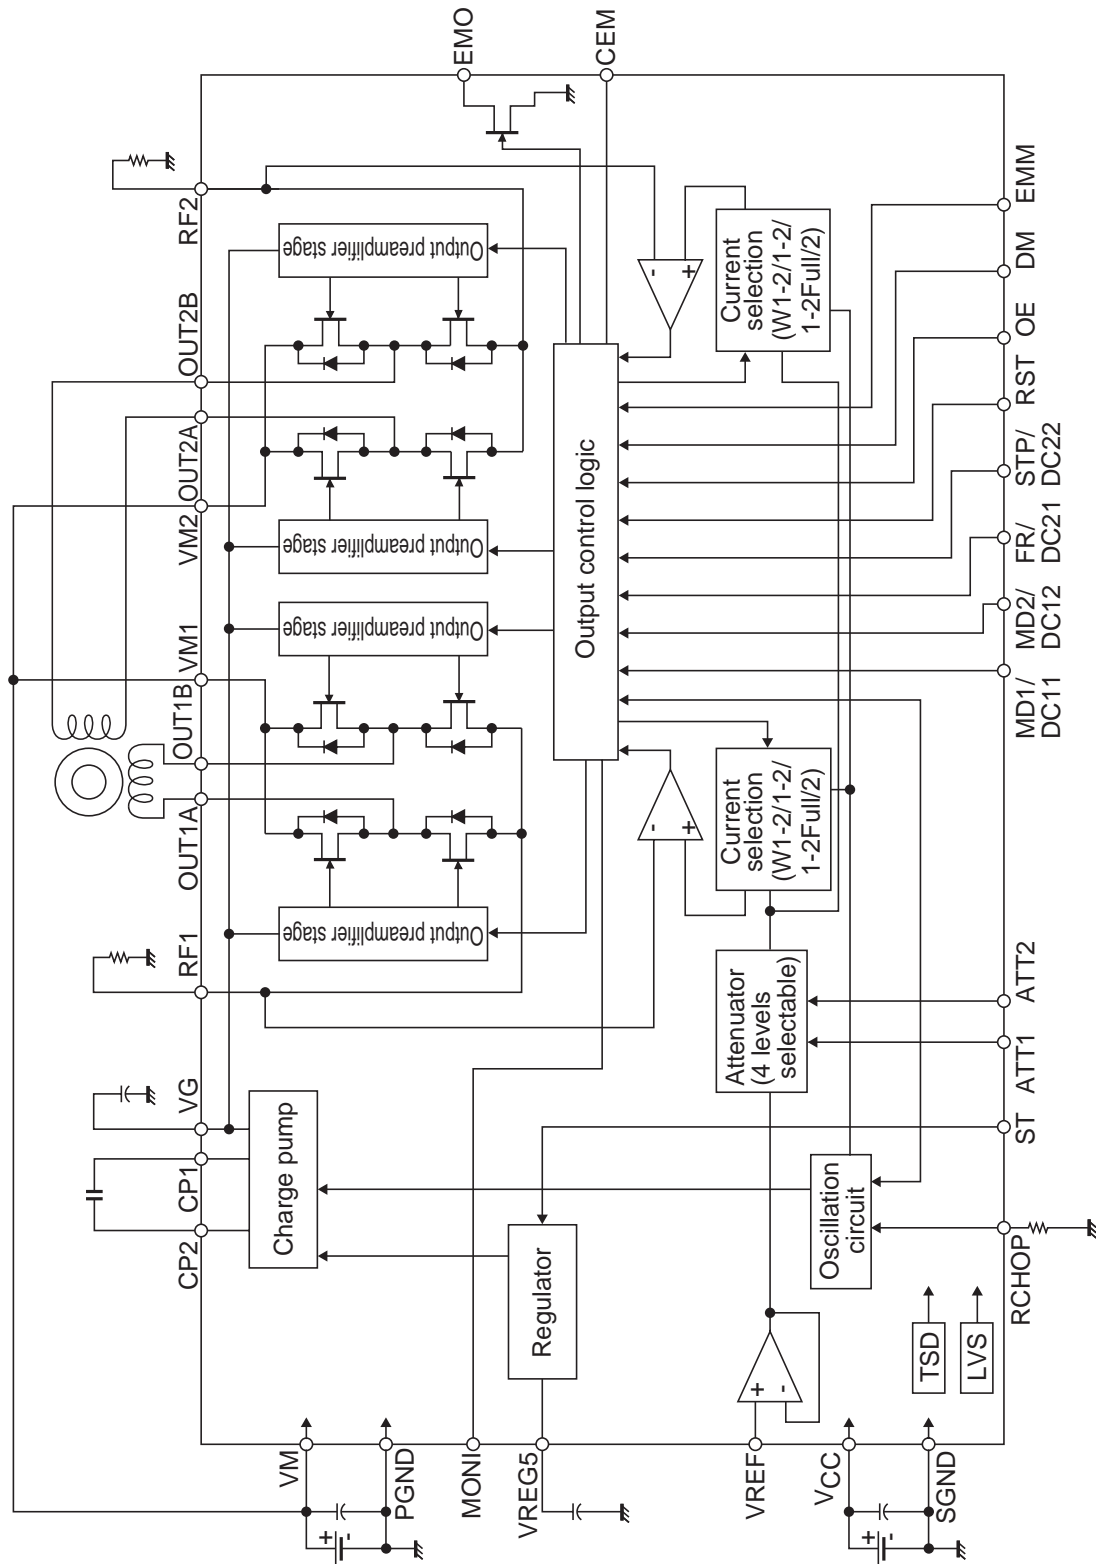 VM
PGND
MONI
VREG5
VREF
VCC
SGND
+
-
+
-
CP2
CP1
VG
RF1
OUT1A
OUT1B
VM1
VM2
OUT2A
OUT2B
RF2
EMO
CEM
Charge pump
Regulator
Output preamplifier stage
Output preamplifier stage
Output preamplifier stage
Output preamplifier stage
Output control logic
+
-
-
+
-
+
Attenuator
(4 levels
selectable)
Current
selection
(W1-2/1-2/
1-2Full/2)
Current
selection
(W1-2/1-2/
1-2Full/2)
Oscillation
circuit
TSD
LVS
RCHOP
ST
ATT1
ATT2
MD1/
DC11
MD2/
DC12
FR/
DC21
STP/
DC22
RST
OE
DM
EMM